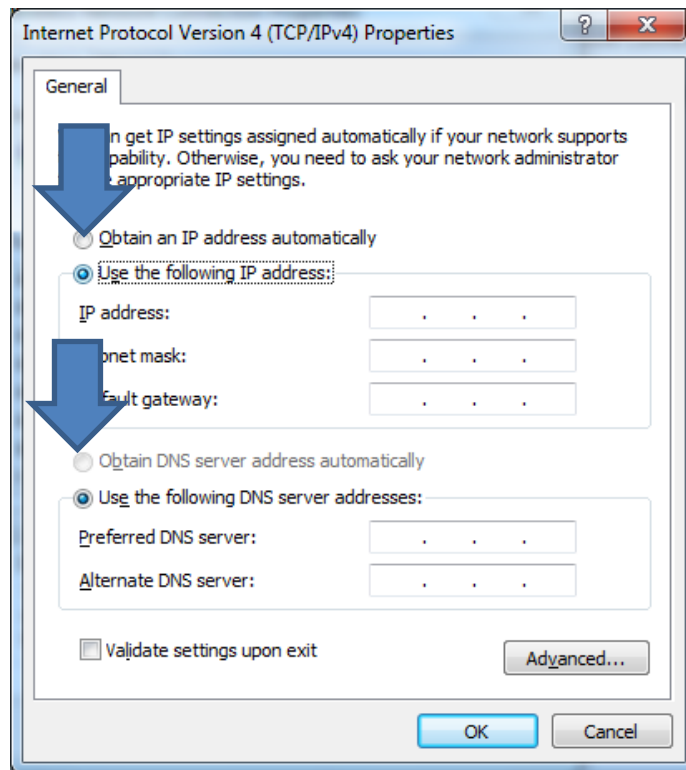 Internet Protocol Version 4 (TCP/IPv4) Properties
General
get IP settings assigned automatically if your network supports
Otherwise, you need to ask your network administrator
appropriate IP settings.
Obtain an IP address automatically
Use the following IP address:
IP address:
mask:
gateway:
Obtain DNS server address automatically
Use the following DNS server addresses:
Preferred DNS server:
Alternate DNS server:
Validate settings upon exit
Advanced...
OK
Cancel